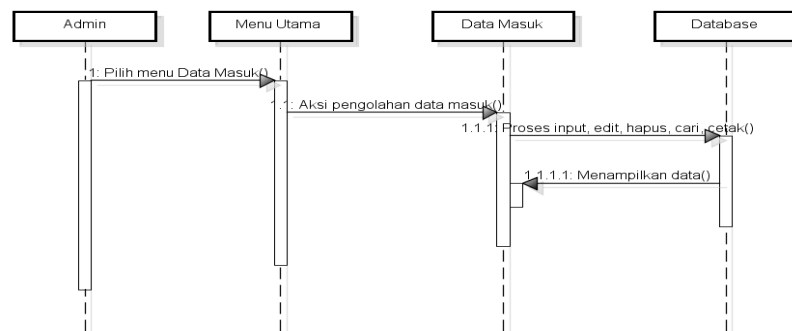 Admin
Menu Utama
Data Masuk
Database
1: Pilih menu Data Masuk()
1.1: Aksi pengolahan data masuk()
1.1.1: Proses input, edit, hapus, cari, cetak()
1.1.1.1: Menampilkan data()